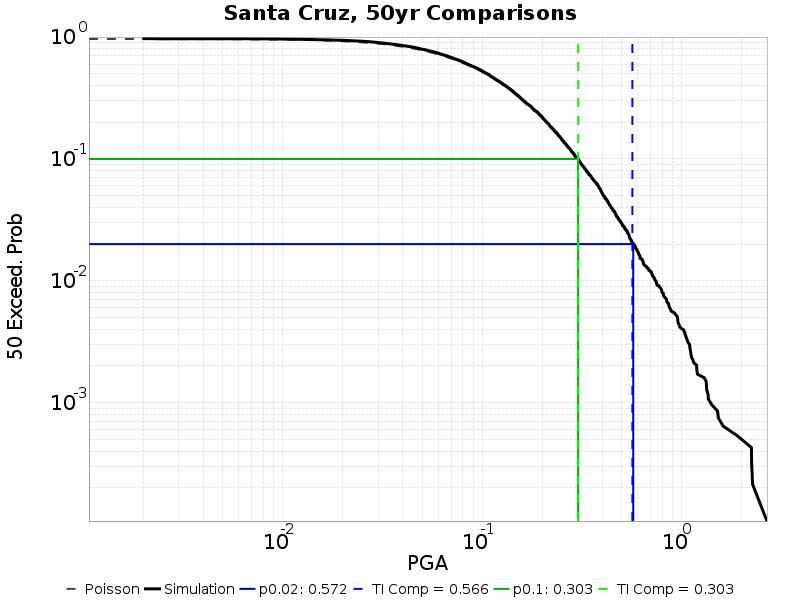 Santa Cruz, 50yr Comparisons
10^0
10^-1
10^-2
10^-3
50 Exceed. Prob
10^-2 10^-1 10^0
PGA
Poisson Simulation p0.02: 0.572 TI Comp = 0.566 p0.1: 0.303 TI Comp = 0.303